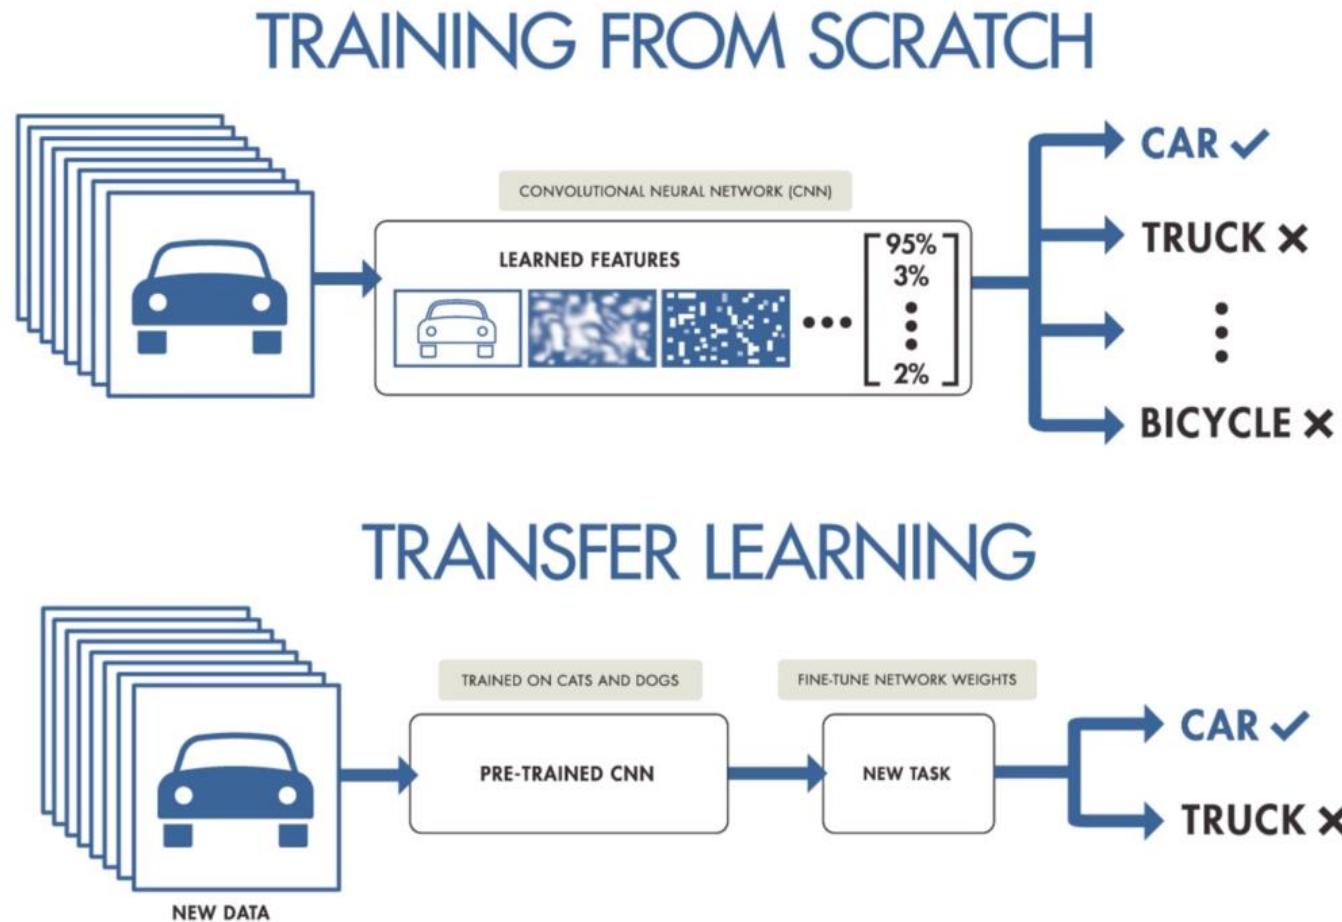 TRAINING FROM SCRATCH
CONVOLUTIONAL NEURAL NETWORK (CNN)
LEARNED FEATURES
95%
3%
2%
CAR ✓
TRUCK ×
BICYCLE ×
TRANSFER LEARNING
TRAINED ON CATS AND DOGS
FINE-TUNE NETWORK WEIGHTS
PRE-TRAINED CNN
NEW TASK
CAR ✓
TRUCK ×
NEW DATA